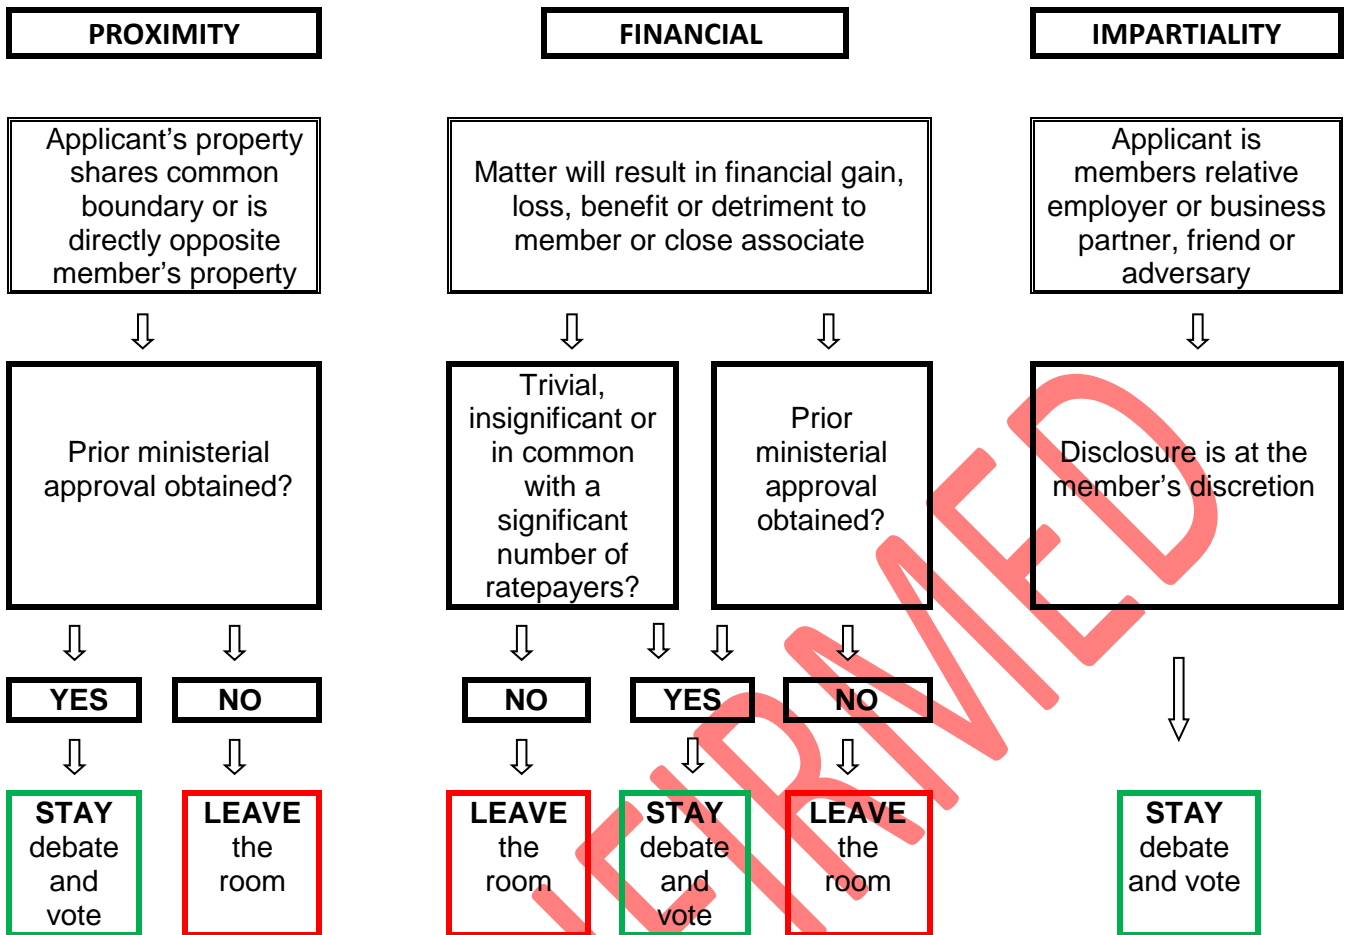 PROXIMITY
FINANCIAL
IMPARTIALITY
Applicant's property
shares common
boundary or is
directly opposite
member's property
Matter will result in financial gain,
loss, benefit or detriment to
member or close associate
Applicant is
members relative
employer or business
partner, friend or
adversary
Prior ministerial
approval obtained?
Trivial,
insignificant or
in common
with a
significant
number of
ratepayers?
Prior
ministerial
approval
obtained?
Disclosure is at the
member's discretion
YES
NO
NO
YES
NO
STAY
debate
and
vote
LEAVE
the
room
LEAVE
the
room
STAY
debate
and
vote
LEAVE
the
room
STAY
debate
and vote
FIRMED